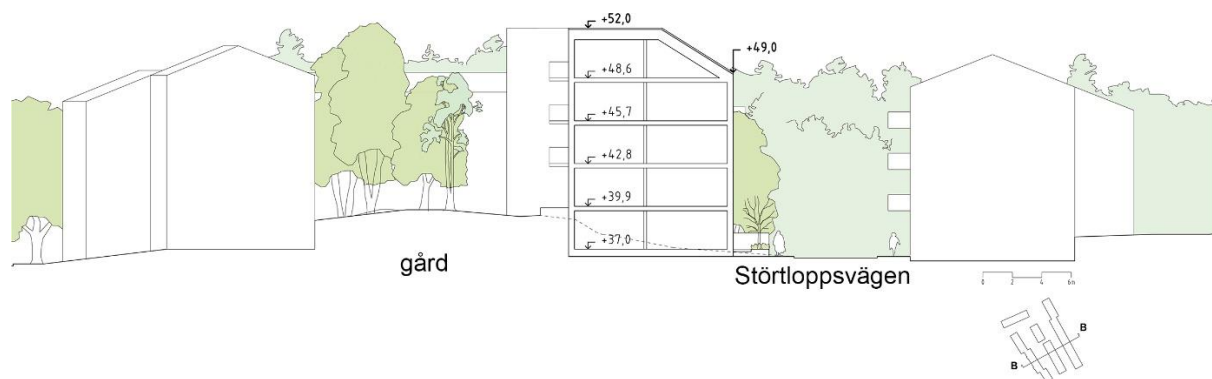 +52,0
+49,0
+48,6
+45,7
+42,8
+39,9
+37,0
gård
Störtloppsvägen
0 2 4 6m
B
B